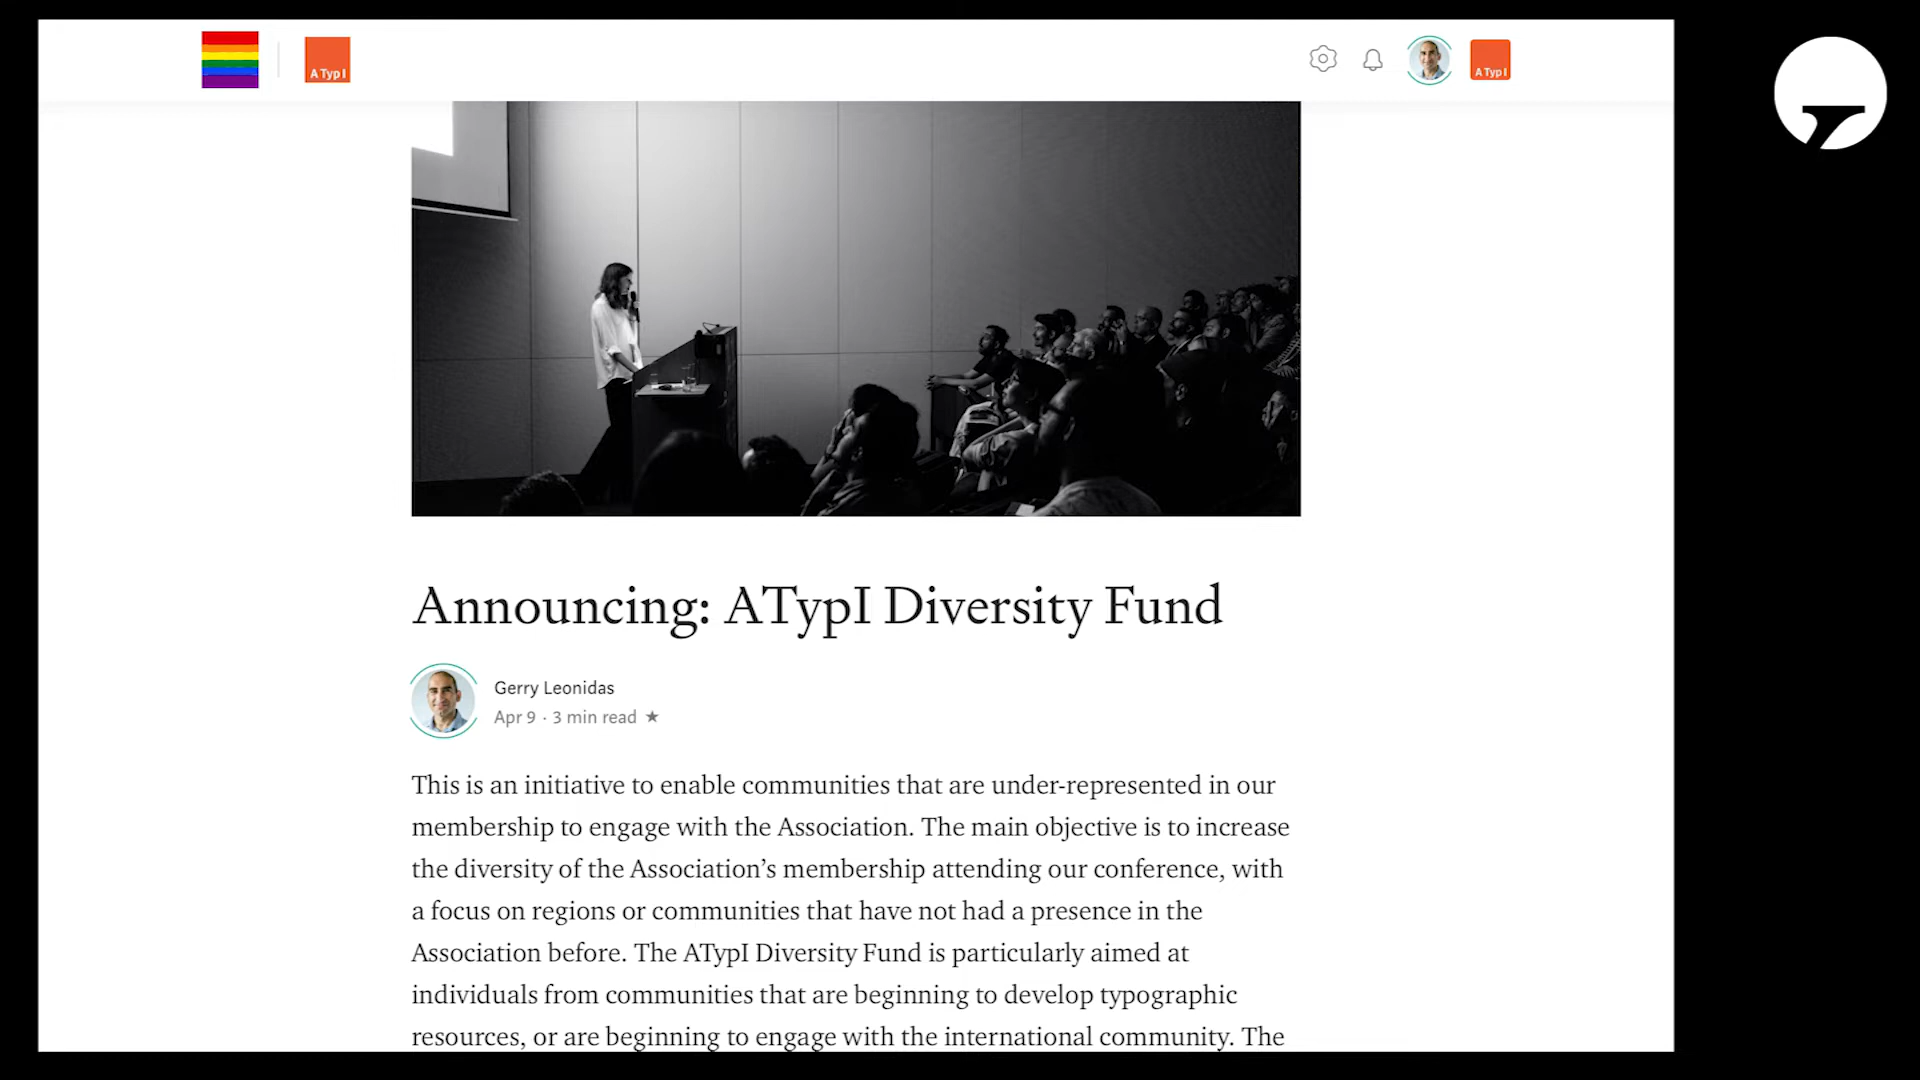 A Typ I
A Typ I
Announcing: ATypI Diversity Fund
Gerry Leonidas
Apr 9 · 3 min read ★
This is an initiative to enable communities that are under-represented in our
membership to engage with the Association. The main objective is to increase
the diversity of the Association’s membership attending our conference, with
a focus on regions or communities that have not had a presence in the
Association before. The ATypI Diversity Fund is particularly aimed at
individuals from communities that are beginning to develop typographic
resources, or are beginning to engage with the international community. The